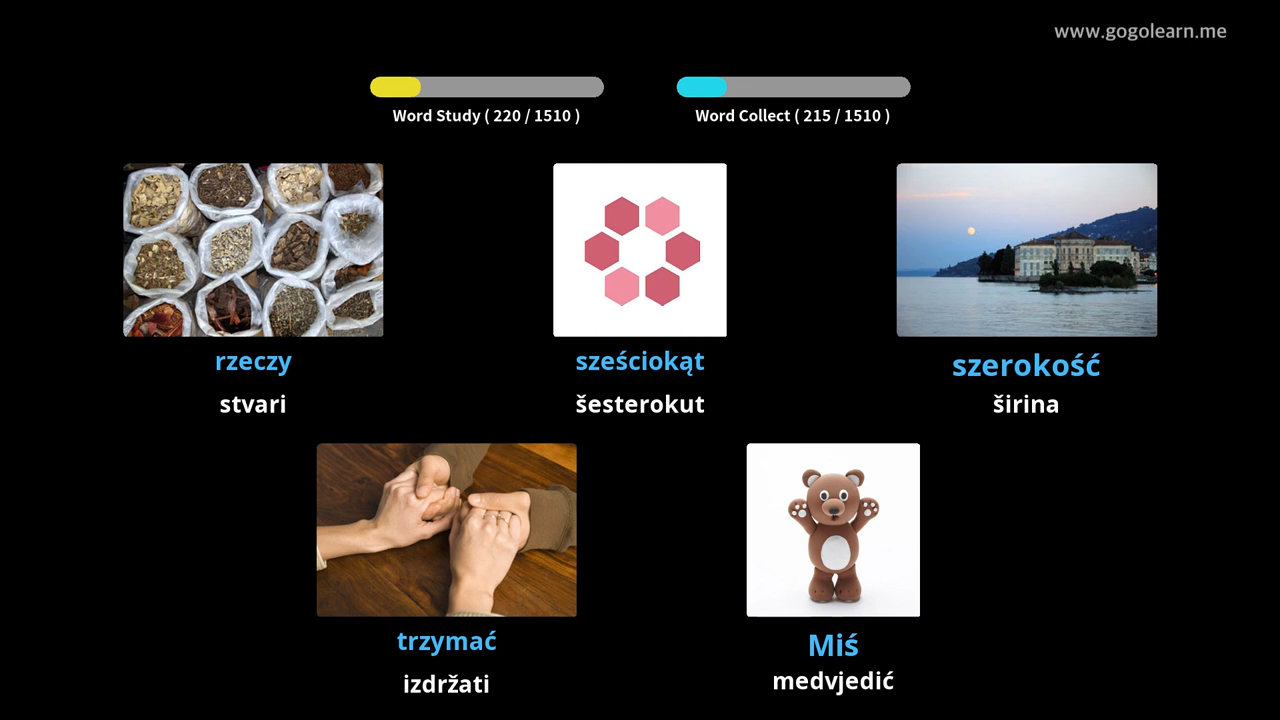 www.gogolearn.me
Word Study ( 220 / 1510 )
Word Collect ( 215 / 1510 )
rzeczy
stvari
sześciokąt
šesterokut
szerokość
širina
trzymać
izdržati
Miś
medvjedić